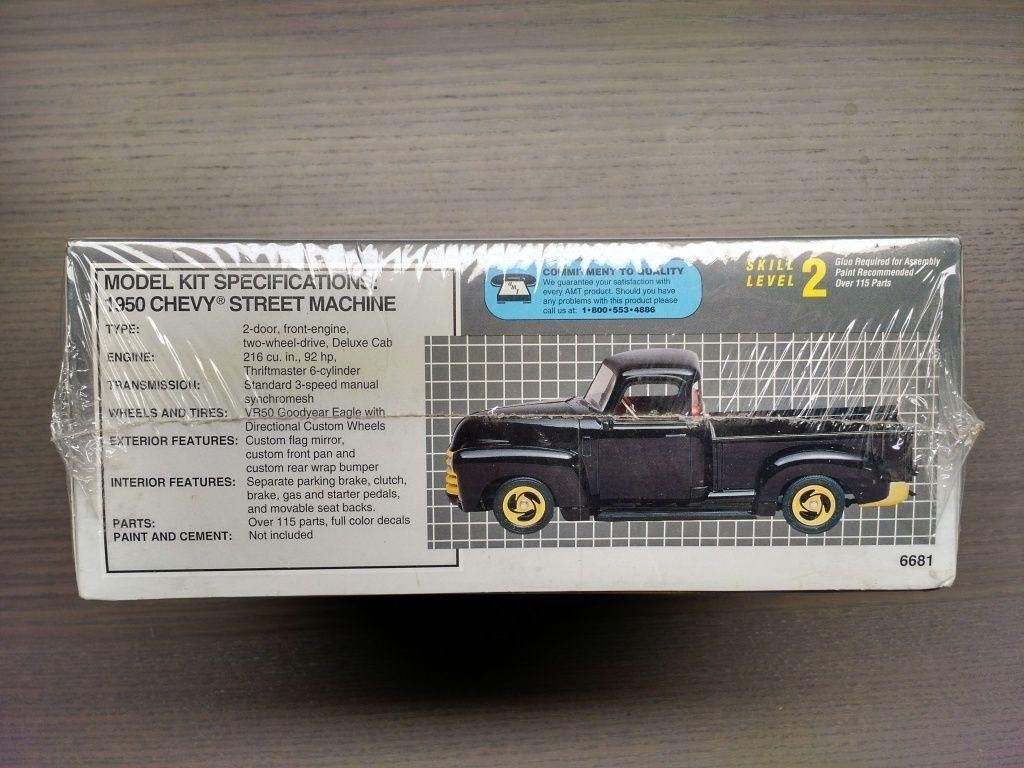 MODEL KIT SPECIFICATIONS:
1950 CHEVY® STREET MACHINE
TYPE: 2-door, front-engine,
two-wheel-drive, Deluxe Cab
ENGINE: 216 cu. in., 92 hp,
Thriftmaster 6-cylinder
TRANSMISSION: Standard 3-speed manual
synchromesh
WHEELS AND TIRES: VR50 Goodyear Eagle with
Directional Custom Wheels
EXTERIOR FEATURES: Custom flag mirror,
custom front pan and
custom rear wrap bumper
INTERIOR FEATURES: Separate parking brake, clutch,
brake, gas and starter pedals,
and movable seat backs.
PARTS: Over 115 parts, full color decals
PAINT AND CEMENT: Not included
COMMITMENT TO QUALITY
We guarantee your satisfaction with
every AMT product. Should you have
any problems with this product please
call us at: 1•800•553•4886
SKILL
LEVEL 2
Glue Required for Assembly
Paint Recommended
Over 115 Parts
6681